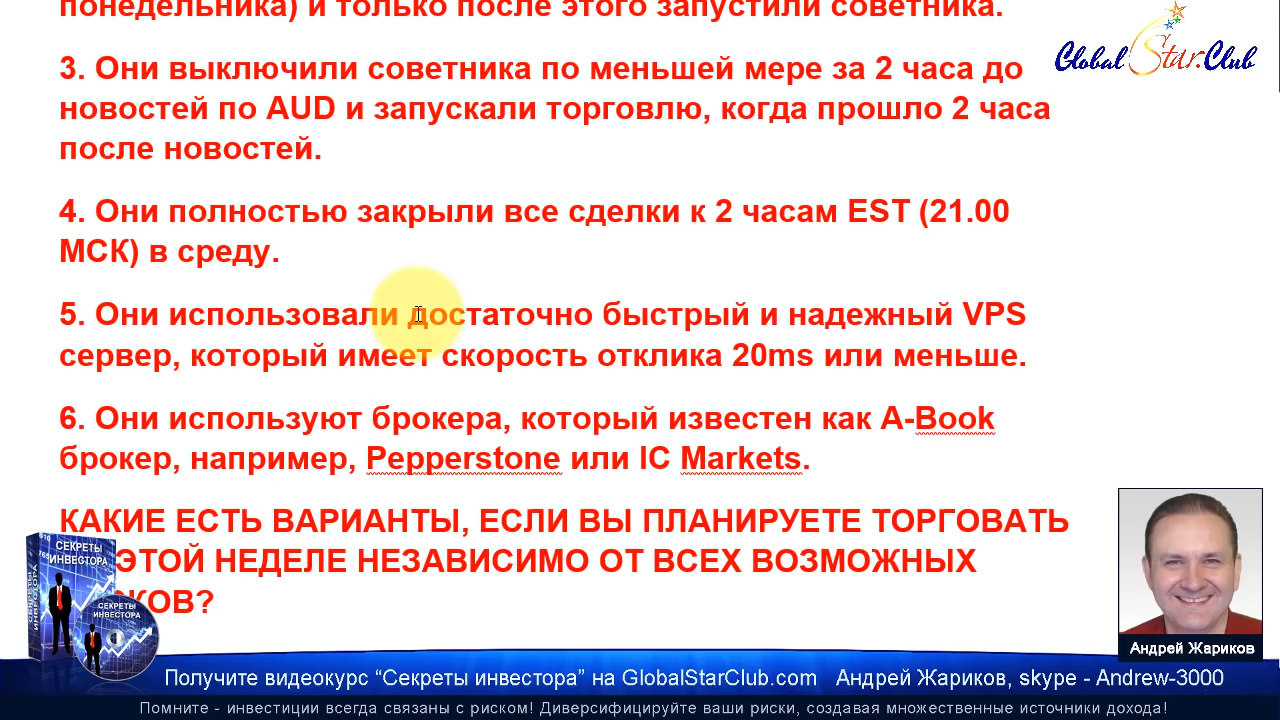 понедельника) и только после этого запустили советника.
Global Star.Club
3. Они выключили советника по меньшей мере за 2 часа до
новостей по AUD и запускали торговлю, когда прошло 2 часа
после новостей.
4. Они полностью закрыли все сделки к 2 часам EST (21.00
МСК) в среду.
5. Они использовали достаточно быстрый и надежный VPS
сервер, который имеет скорость отклика 20ms или меньше.
6. Они используют брокера, который известен как A-Book
брокер, например, Pepperstone или IC Markets.
КАКИЕ ЕСТЬ ВАРИАНТЫ, ЕСЛИ ВЫ ПЛАНИРУЕТЕ ТОРГОВАТЬ
ЭТОЙ НЕДЕЛЕ НЕЗАВИСИМО ОТ ВСЕХ ВОЗМОЖНЫХ
КОВ?
СЕКРЕТЫ
ИНВЕСТОРА
СЕКРЕТЫ
ИНВЕСТОРА
Андрей Жариков
Получите видеокурс “Секреты инвестора” на GlobalStarClub.com Андрей Жариков, skype - Andrew-3000
Помните - инвестиции всегда связаны с риском! Диверсифицируйте ваши риски, создавая множественные источники дохода!